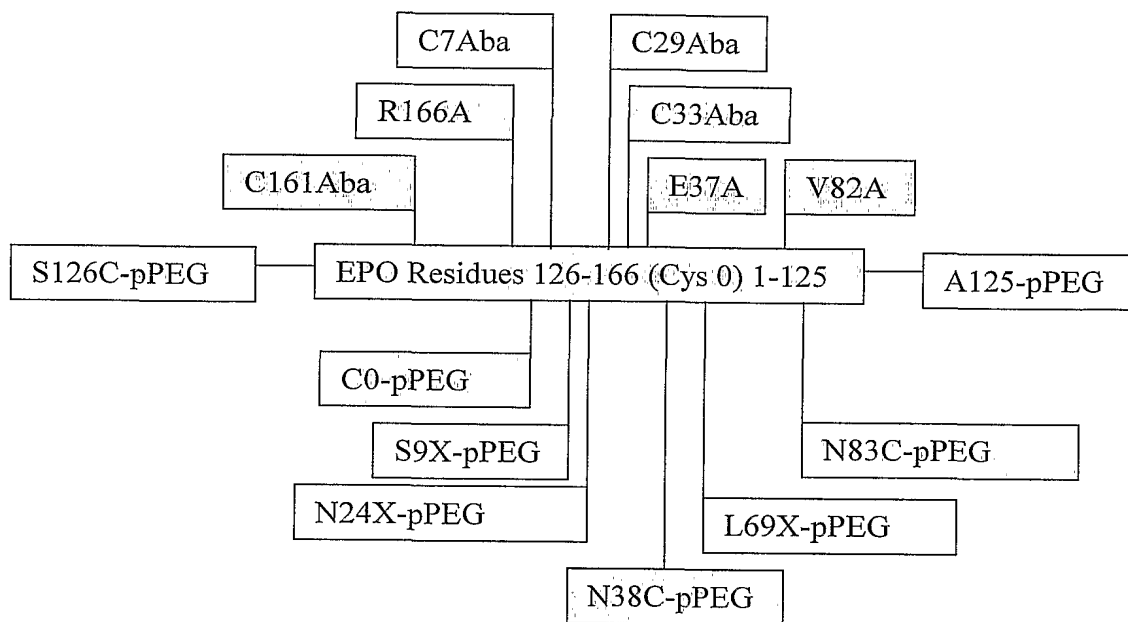 C7Aba
C29Aba
R166A
C33Aba
C161Aba
E37A
V82A
S126C-pPEG
EPO Residues 126-166 (Cys 0) 1-125
A125-pPEG
C0-pPEG
S9X-pPEG
N83C-pPEG
N24X-pPEG
L69X-pPEG
N38C-pPEG